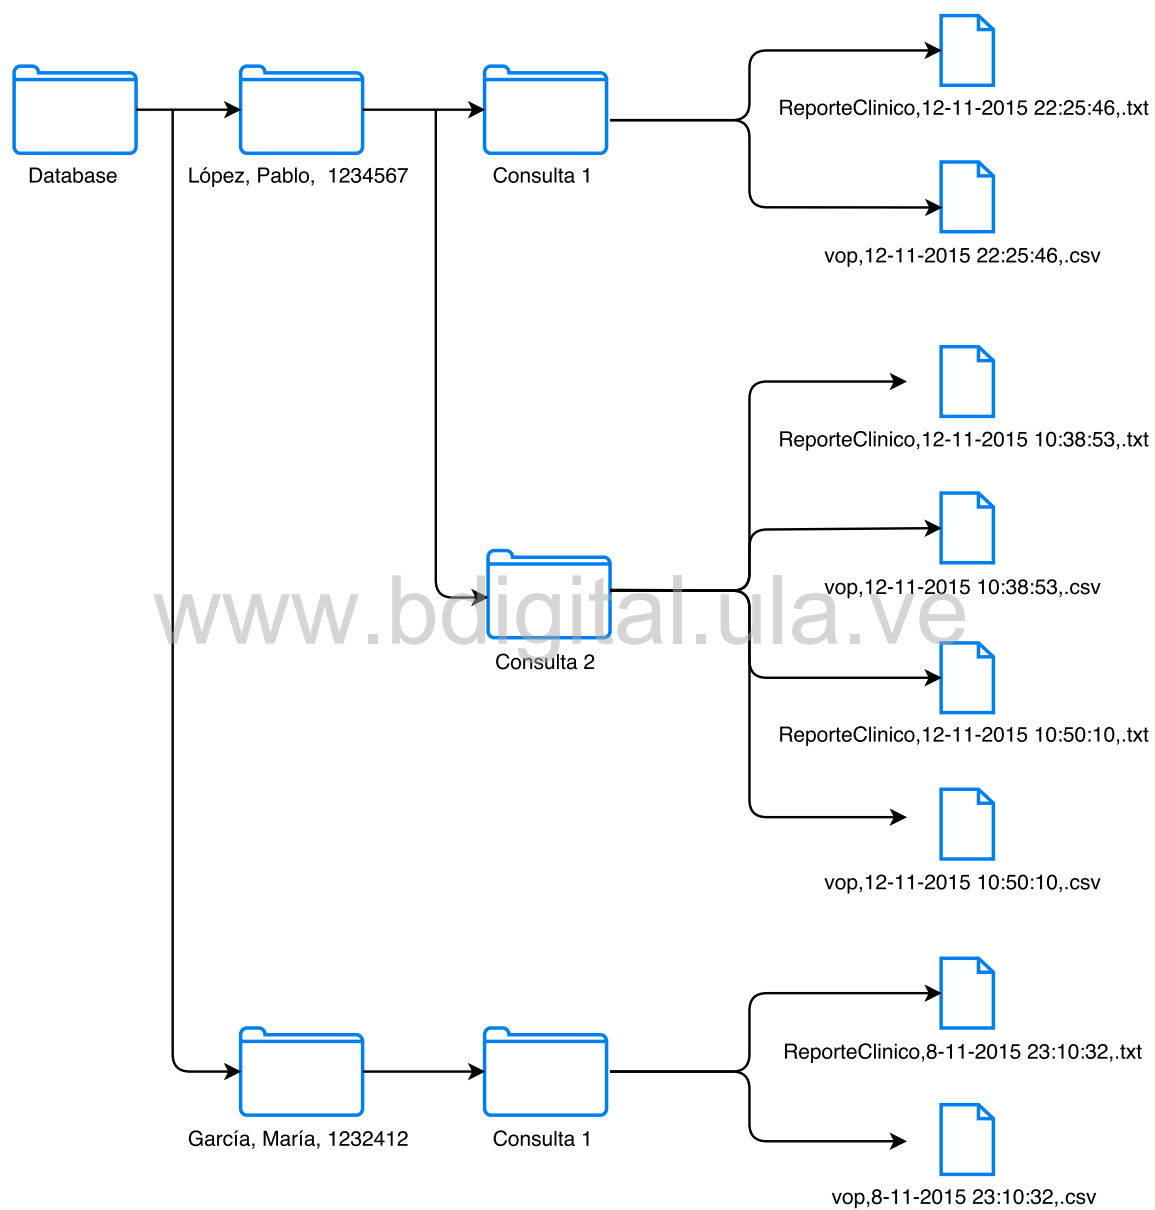 ReporteClinico,12-11-2015 22:25:46,.txt
Database
López, Pablo, 1234567
Consulta 1
vop,12-11-2015 22:25:46,.csv
ReporteClinico,12-11-2015 10:38:53,.txt
vop,12-11-2015 10:38:53,.csv
www.bdigital.ula.ve
Consulta 2
ReporteClinico,12-11-2015 10:50:10,.txt
vop,12-11-2015 10:50:10,.csv
ReporteClinico,8-11-2015 23:10:32,.txt
García, María, 1232412
Consulta 1
vop,8-11-2015 23:10:32,.csv